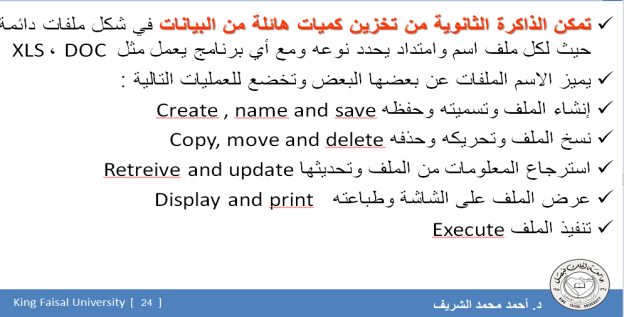 ✓ تمكن الذاكرة الثانوية من تخزين كميات هائلة من البيانات في شكل ملفات دائمة
حيث لكل ملف اسم وامتداد يحدد نوعه ومع أي برنامج يعمل مثل XLS ، DOC
✓ يميز الاسم الملفات عن بعضها البعض وتخضع للعمليات التالية :
✓ إنشاء الملف وتسميته وحفظه Create , name and save
✓ نسخ الملف وتحريكه وحذفه Copy, move and delete
✓ استرجاع المعلومات من الملف وتحديثها Retreive and update
✓ عرض الملف على الشاشة وطباعته Display and print
✓ تنفيذ الملف Execute
King Faisal University [ 24 ]
د. أحمد محمد الشريف